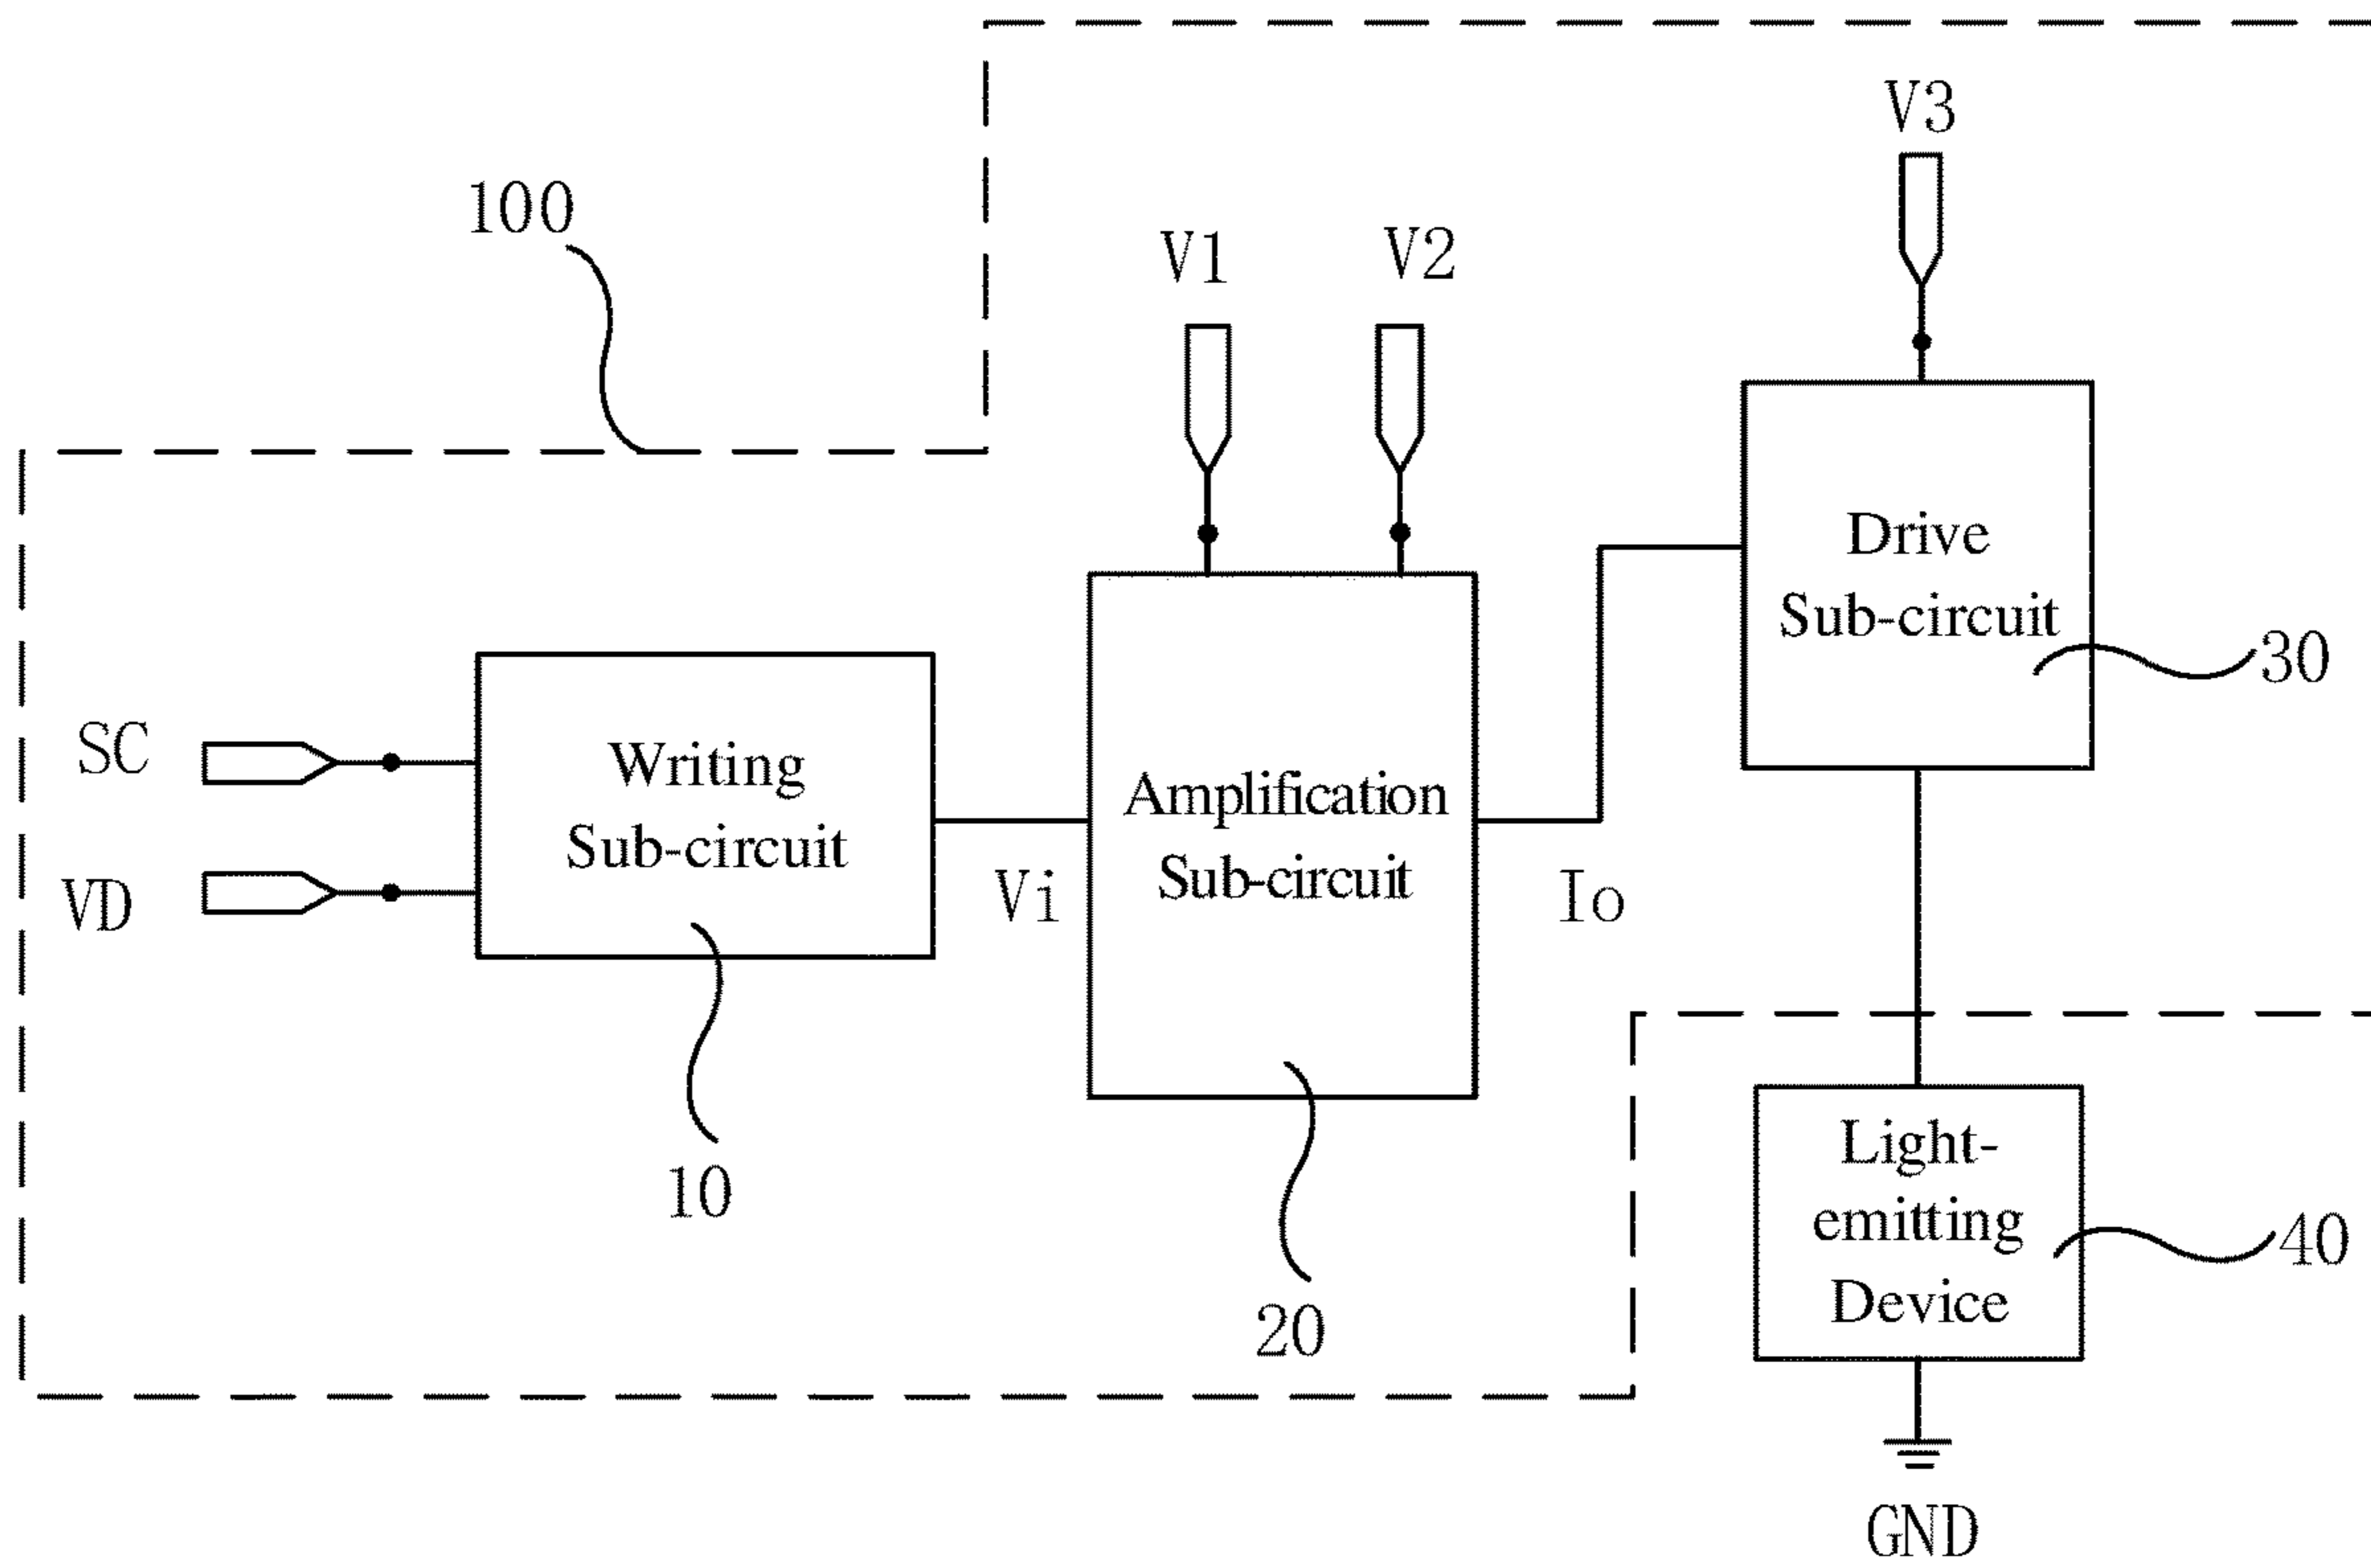 V3
100
V1
V2
Drive
Sub-circuit
30
SC
Writing
Sub-circuit
VD
Vi
Amplification
Sub-circuit
Io
10
20
Light-
emitting
Device
40
GND